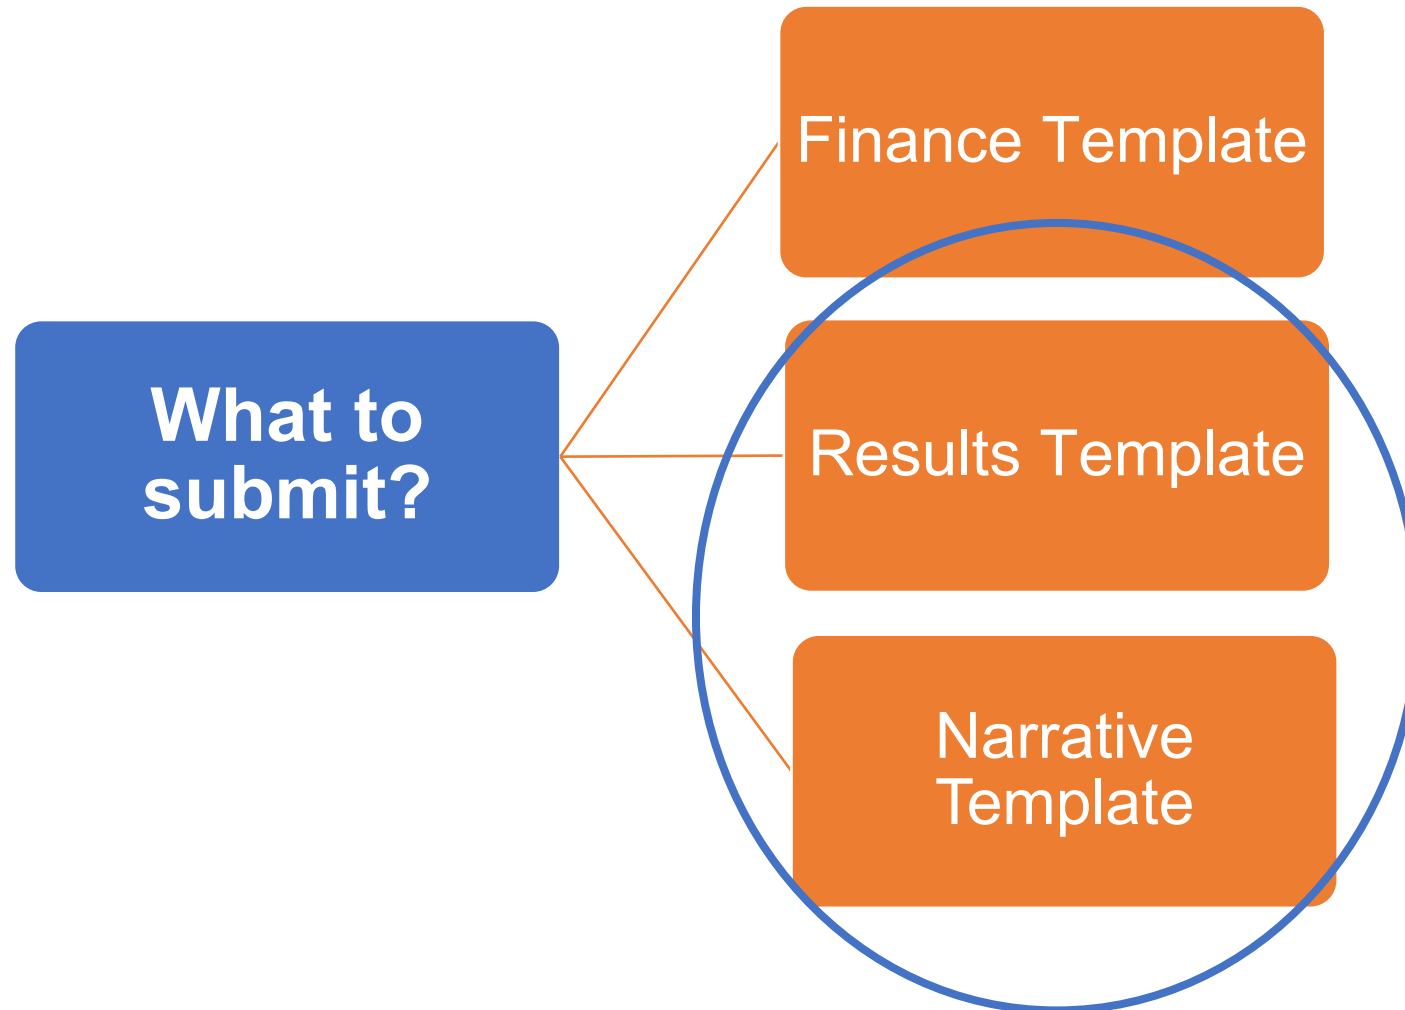 What to
submit?
Finance Template
Results Template
Narrative
Template